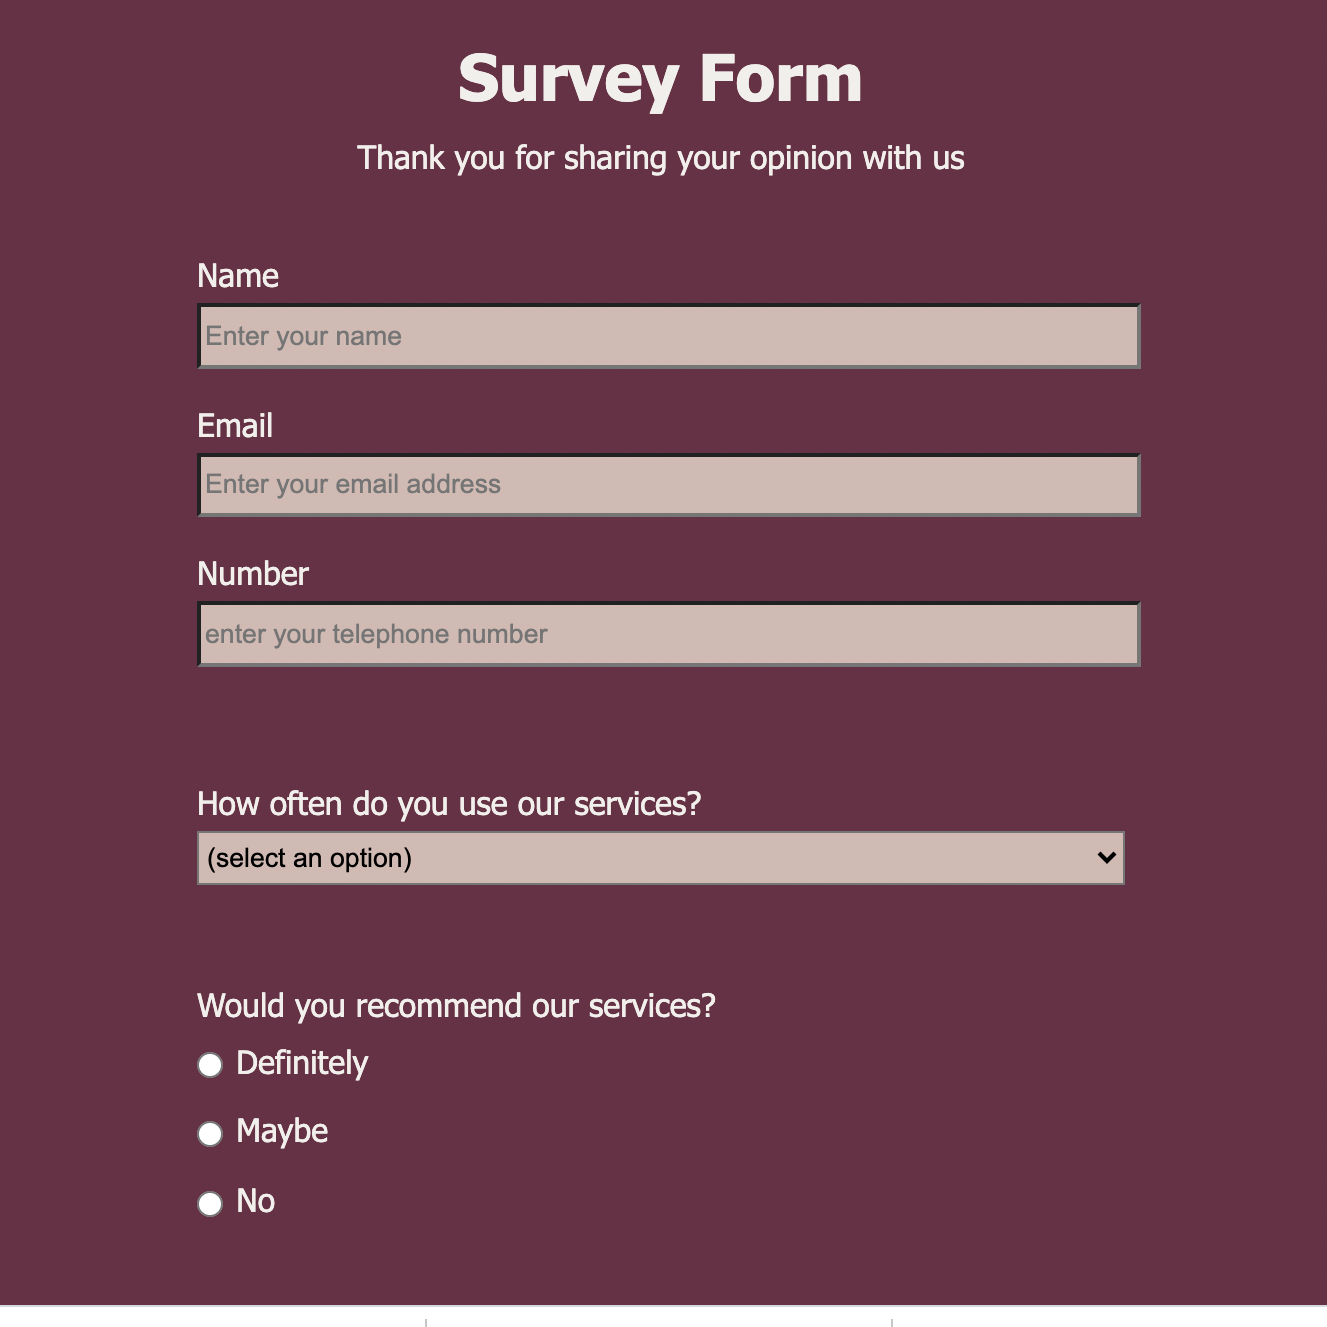 Survey Form
Thank you for sharing your opinion with us
Name
Enter your name
Email
Enter your email address
Number
enter your telephone number
How often do you use our services?
(select an option)
Would you recommend our services?
Definitely
Maybe
No